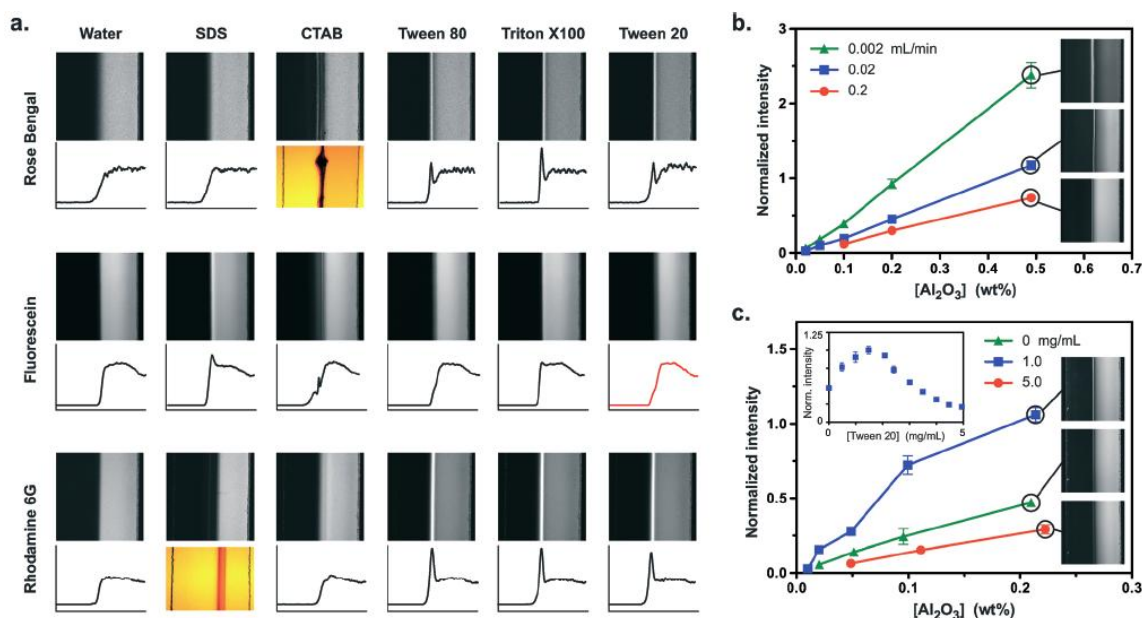 a.
Water SDS CTAB Tween 80 Triton X100 Tween 20
Rose Bengal
Fluorescein
Rhodamine 6G
b.
Normalized intensity
3
2
1
0
0.002 mL/min
0.02
0.2
0.0 0.1 0.2 0.3 0.4 0.5 0.6 0.7
[Al₂O₃] (wt%)
c.
Normalized intensity
1.5
1.0
0.5
0.0
Norm. intensity
1.25
0
0 5
[Tween 20] (mg/mL)
0 mg/mL
1.0
5.0
0.0 0.1 0.2 0.3
[Al₂O₃] (wt%)